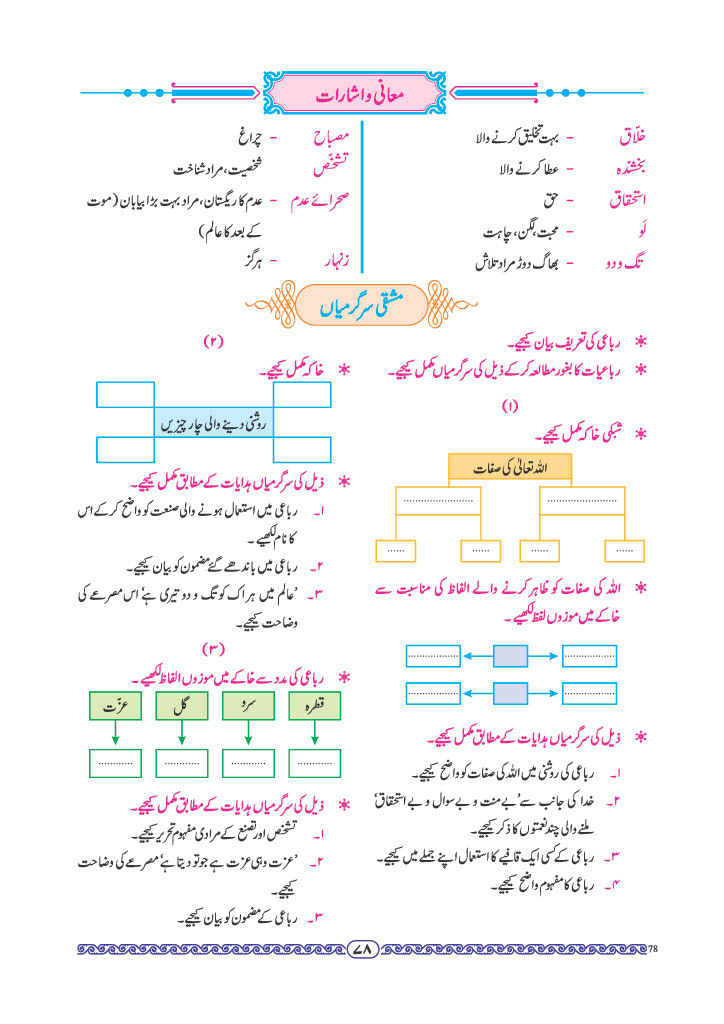 معانی و اشارات
خلّاق – بہت تخلیق کرنے والا
بخشندہ – عطا کرنے والا
استحقاق – حق
لَو – محبت، لگن، چاہت
تگ و دو – بھاگ دوڑ مراد تلاش
مصباح – چراغ
تشخّص شخصیت، مراد شناخت
صحرائے عدم – عدم کا ریگستان، مراد بہت بڑا بیابان (موت
کے بعد کا عالم)
زنہار – ہرگز
مشقی سرگرمیاں
* رباعی کی تعریف بیان کیجیے۔
* رباعیات کا بغور مطالعہ کرکے ذیل کی سرگرمیاں مکمل کیجیے۔
(۱)
* شبکی خاکہ مکمل کیجیے۔
اللہ تعالیٰ کی صفات
....................... .......................
...... ...... ...... ......
* اللہ کی صفات کو ظاہر کرنے والے الفاظ کی مناسبت سے
خاکے میں موزوں لفظ لکھیے۔
................. .................
................. .................
* ذیل کی سرگرمیاں ہدایات کے مطابق مکمل کیجیے۔
۱۔ رباعی کی روشنی میں اللہ کی صفات کو واضح کیجیے۔
۲۔ خدا کی جانب سے 'بے منت و بے سوال و بے استحقاق'
ملنے والی چند نعمتوں کا ذکر کیجیے۔
۳۔ رباعی کے کسی ایک قافیے کا استعمال اپنے جملے میں کیجیے۔
۴۔ رباعی کا مفہوم واضح کیجیے۔
(۲)
* خاکہ مکمل کیجیے۔
روشنی دینے والی چار چیزیں
* ذیل کی سرگرمیاں ہدایات کے مطابق مکمل کیجیے۔
۱۔ رباعی میں استعمال ہونے والی صنعت کو واضح کرکے اس
کا نام لکھیے۔
۲۔ رباعی میں باندھے گئے مضمون کو بیان کیجیے۔
۳۔ 'عالم میں ہر اک کو تگ و دو تیری ہے' اس مصرعے کی
وضاحت کیجیے۔
(۳)
* رباعی کی مدد سے خاکے میں موزوں الفاظ لکھیے۔
قطرہ سرو گل عزّت
............ ............ ............ ............
* ذیل کی سرگرمیاں ہدایات کے مطابق مکمل کیجیے۔
۱۔ تشخص اور تصنع کے مرادی مفہوم تحریر کیجیے۔
۲۔ 'عزت وہی عزت ہے جو تو دیتا ہے' مصرعے کی وضاحت
کیجیے۔
۳۔ رباعی کے مضمون کو بیان کیجیے۔
۷۸
78